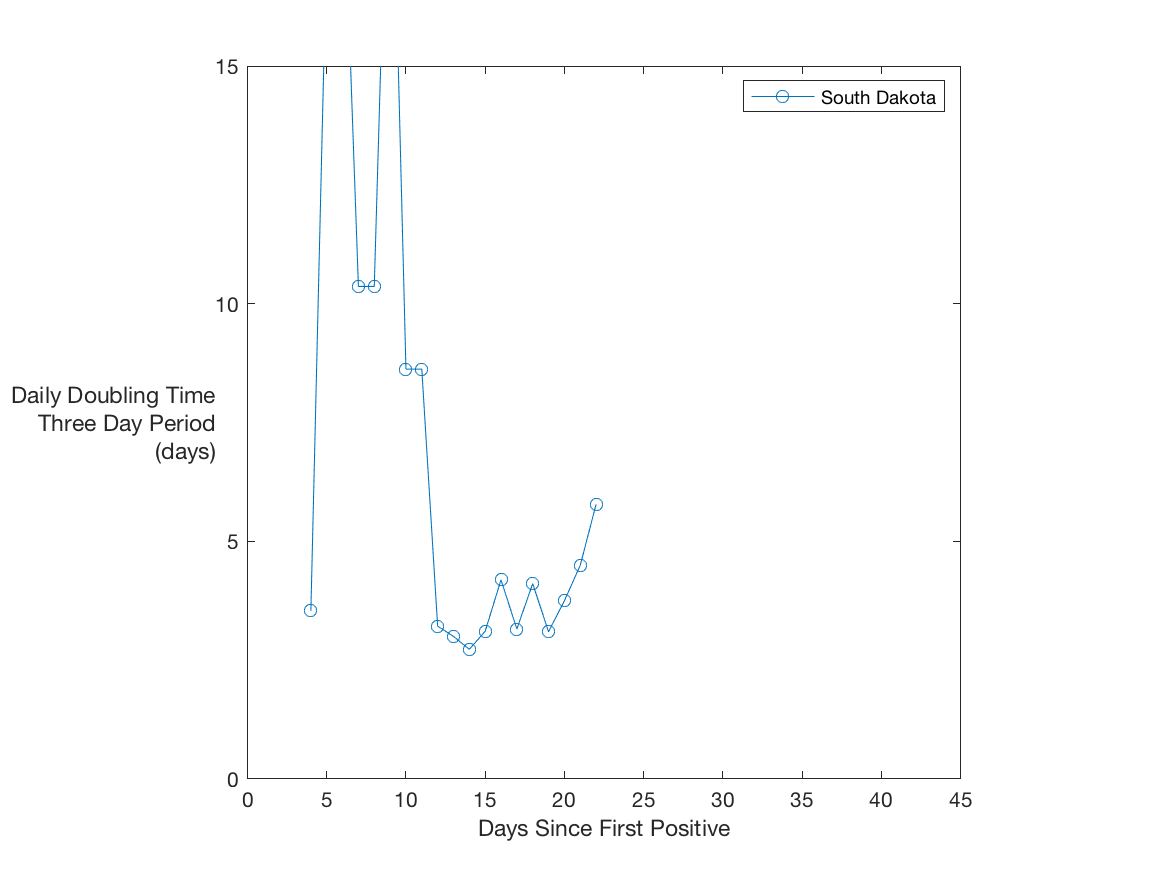 15
South Dakota
10
Daily Doubling Time
Three Day Period
(days)
5
0
0 5 10 15 20 25 30 35 40 45
Days Since First Positive